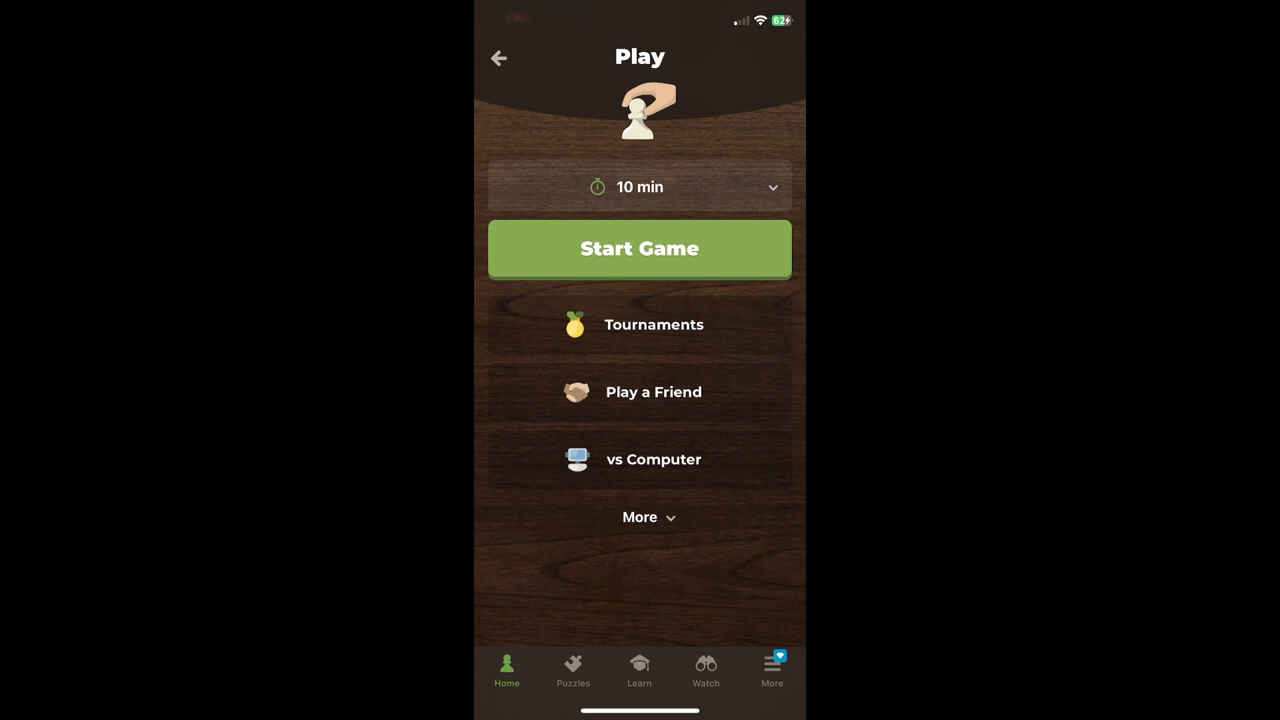 62
Play
10 min
Start Game
Tournaments
Play a Friend
vs Computer
More
Home
Puzzles
Learn
Watch
More